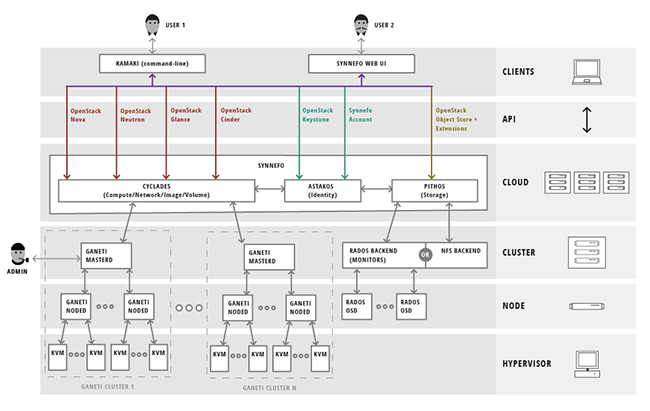 USER 1
USER 2
KAMAKI (command-line)
SYNNEFO WEB UI
CLIENTS
OpenStack
Nova
OpenStack
Neutron
OpenStack
Glance
OpenStack
Cinder
OpenStack
Keystone
Synnefo
Account
OpenStack
Object Store +
Extensions
API
SYNNEFO
CYCLADES
(Compute/Network/Image/Volume)
ASTAKOS
(Identity)
PITHOS
(Storage)
CLOUD
ADMIN
GANETI
MASTERD
GANETI
MASTERD
RADOS BACKEND
(MONITORS)
OR
NFS BACKEND
CLUSTER
GANETI
NODED
GANETI
NODED
GANETI
NODED
GANETI
NODED
RADOS
OSD
RADOS
OSD
NODE
KVM
KVM
KVM
KVM
KVM
KVM
KVM
KVM
HYPERVISOR
GANETI CLUSTER 1
GANETI CLUSTER N